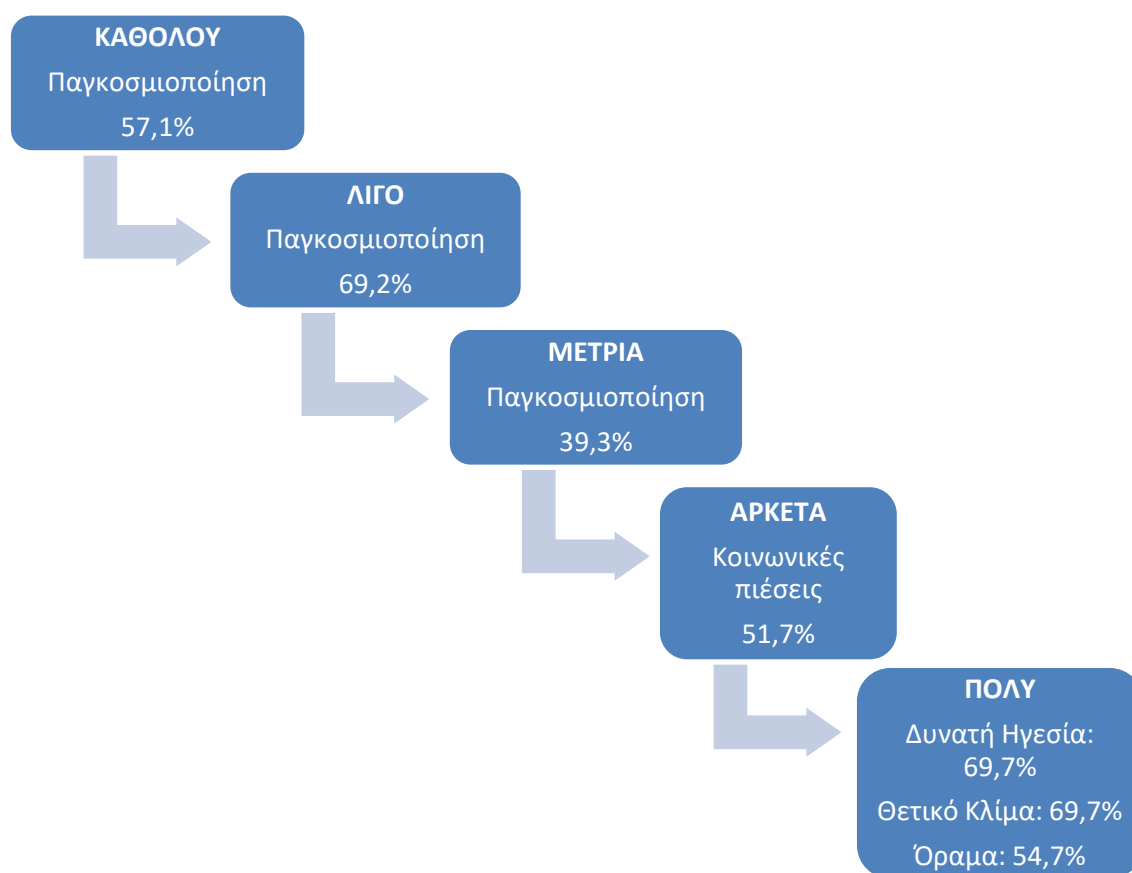 ΚΑΘΟΛΟΥ
Παγκοσμιοποίηση
57,1%
ΛΙΓΟ
Παγκοσμιοποίηση
69,2%
ΜΕΤΡΙΑ
Παγκοσμιοποίηση
39,3%
ΑΡΚΕΤΑ
Κοινωνικές
πιέσεις
51,7%
ΠΟΛΥ
Δυνατή Ηγεσία:
69,7%
Θετικό Κλίμα: 69,7%
Όραμα: 54,7%